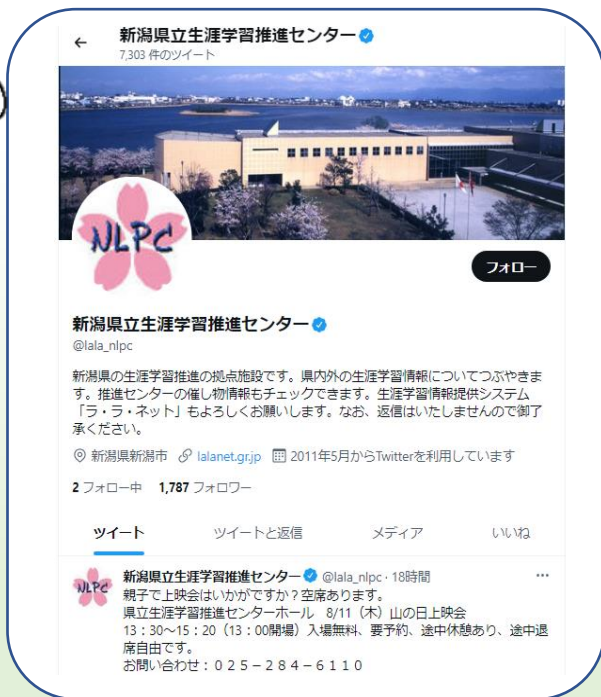 新潟県立生涯学習推進センター
7,303 件のツイート
NLPC
フォロー
新潟県立生涯学習推進センター
@lala_nlpc
新潟県の生涯学習推進の拠点施設です。県内外の生涯学習情報についてつぶやきま
す。推進センターの催し物情報もチェックできます。生涯学習情報提供システム
「ラ・ラ・ネット」もよろしくお願いします。なお、返信はいたしませんので御了
承ください。
新潟県新潟市 lalanet.gr.jp 2011年5月からTwitterを利用しています
2 フォロー中 1,787 フォロワー
ツイート ツイートと返信 メディア いいね
NLPC
新潟県立生涯学習推進センター @lala_nlpc · 18時間
親子で上映会はいかがですか？空席あります。
県立生涯学習推進センターホール 8/11（木）山の日上映会
13：30～15：20（13：00開場）入場無料、要予約、途中休憩あり、途中退
席自由です。
お問い合わせ：０２５－２８４－６１１０